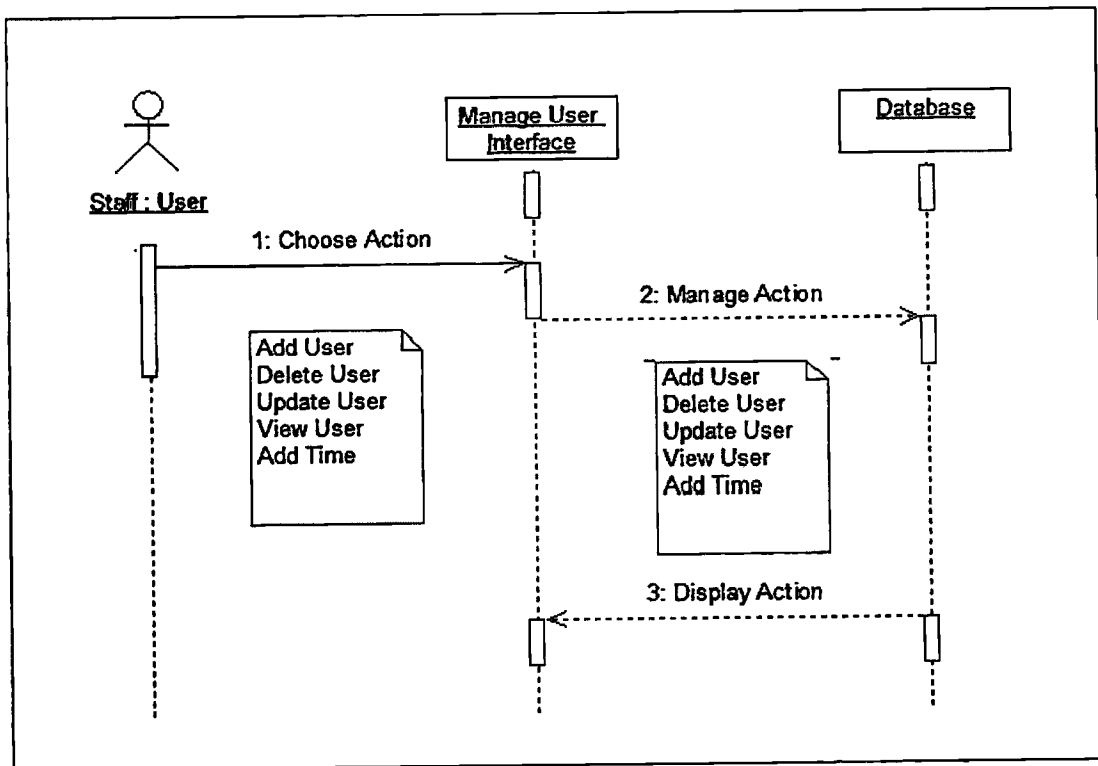 Manage User
Interface
Database
Staff : User
1: Choose Action
2: Manage Action
Add User
Delete User
Update User
View User
Add Time
Add User
Delete User
Update User
View User
Add Time
3: Display Action